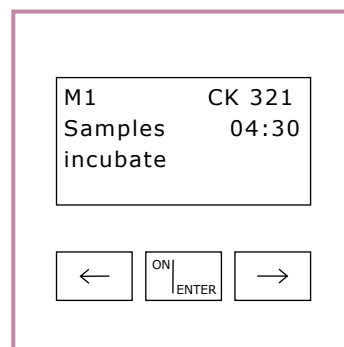 M1 CK 321
Samples 04:30
incubate
← ON ENTER →